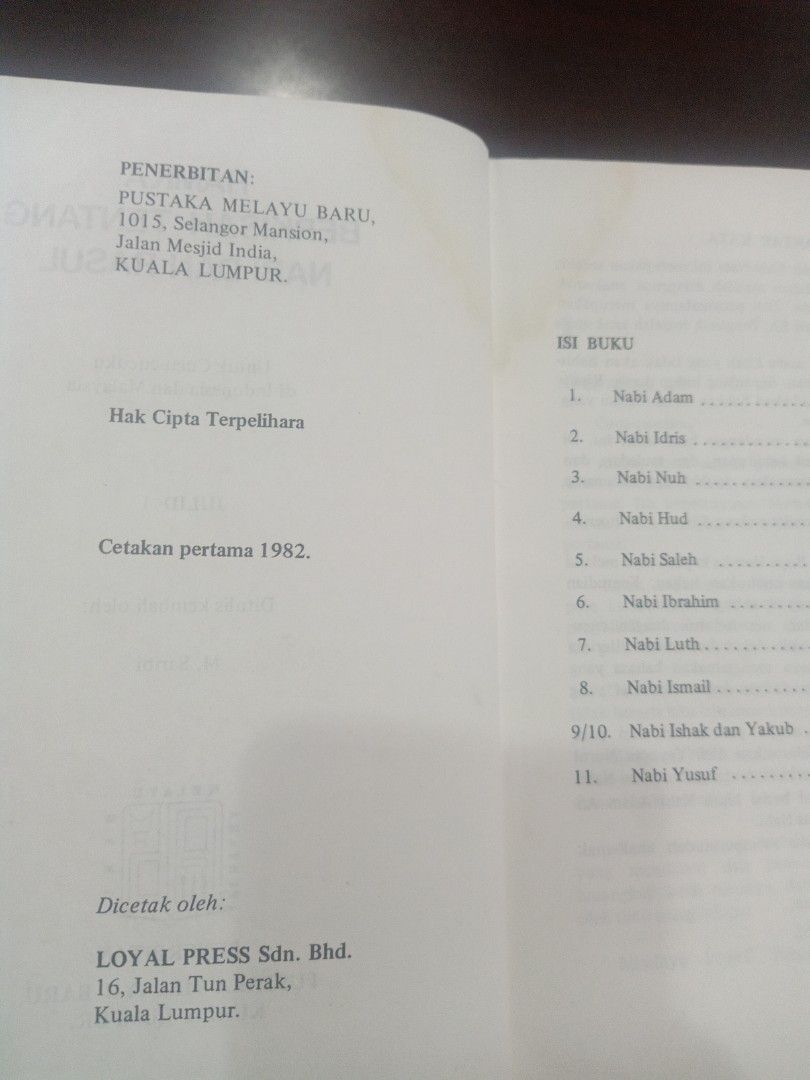 PENERBITAN:
PUSTAKA MELAYU BARU,
1015, Selangor Mansion,
Jalan Mesjid India,
KUALA LUMPUR.
Hak Cipta Terpelihara
Cetakan pertama 1982.
Dicetak oleh:
LOYAL PRESS Sdn. Bhd.
16, Jalan Tun Perak,
Kuala Lumpur.
ISI BUKU
1. Nabi Adam ............
2. Nabi Idris ............
3. Nabi Nuh ............
4. Nabi Hud ............
5. Nabi Saleh ..........
6. Nabi Ibrahim .........
7. Nabi Luth ...........
8. Nabi Ismail ..........
9/10. Nabi Ishak dan Yakub .
11. Nabi Yusuf .........